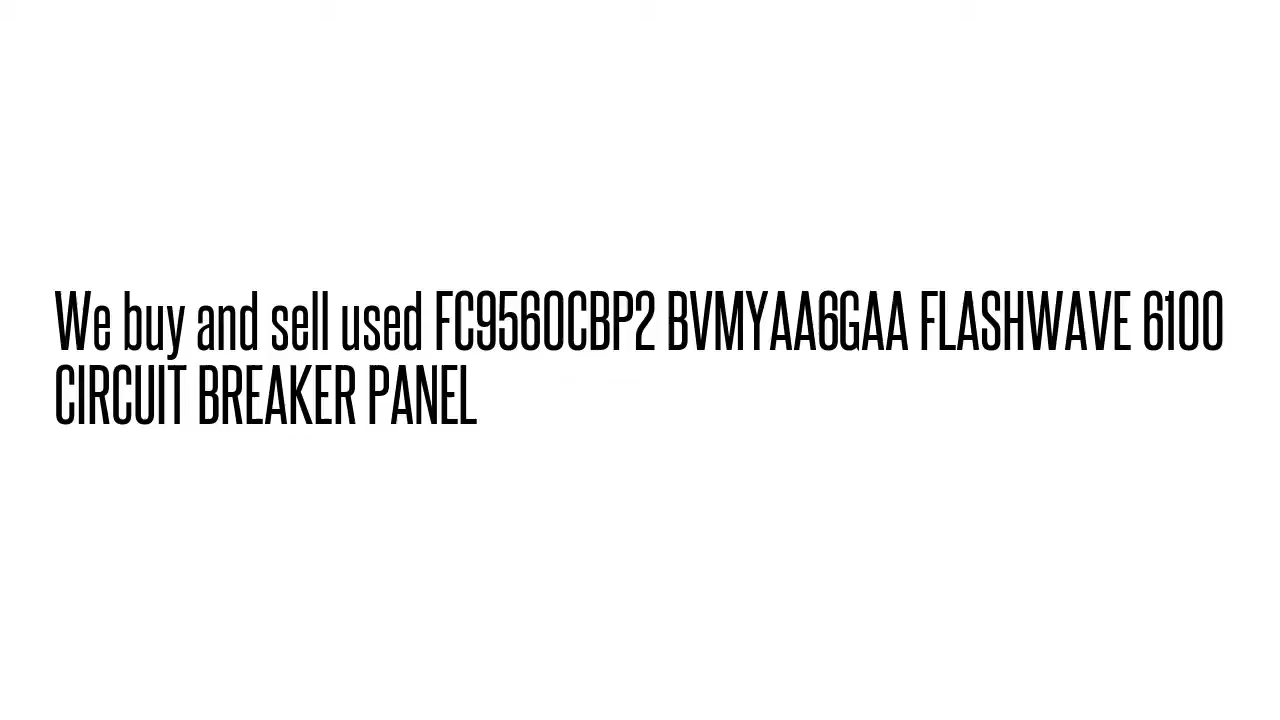 We buy and sell used FC9560CBP2 BVMYAA6GAA FLASHWAVE 6100
CIRCUIT BREAKER PANEL